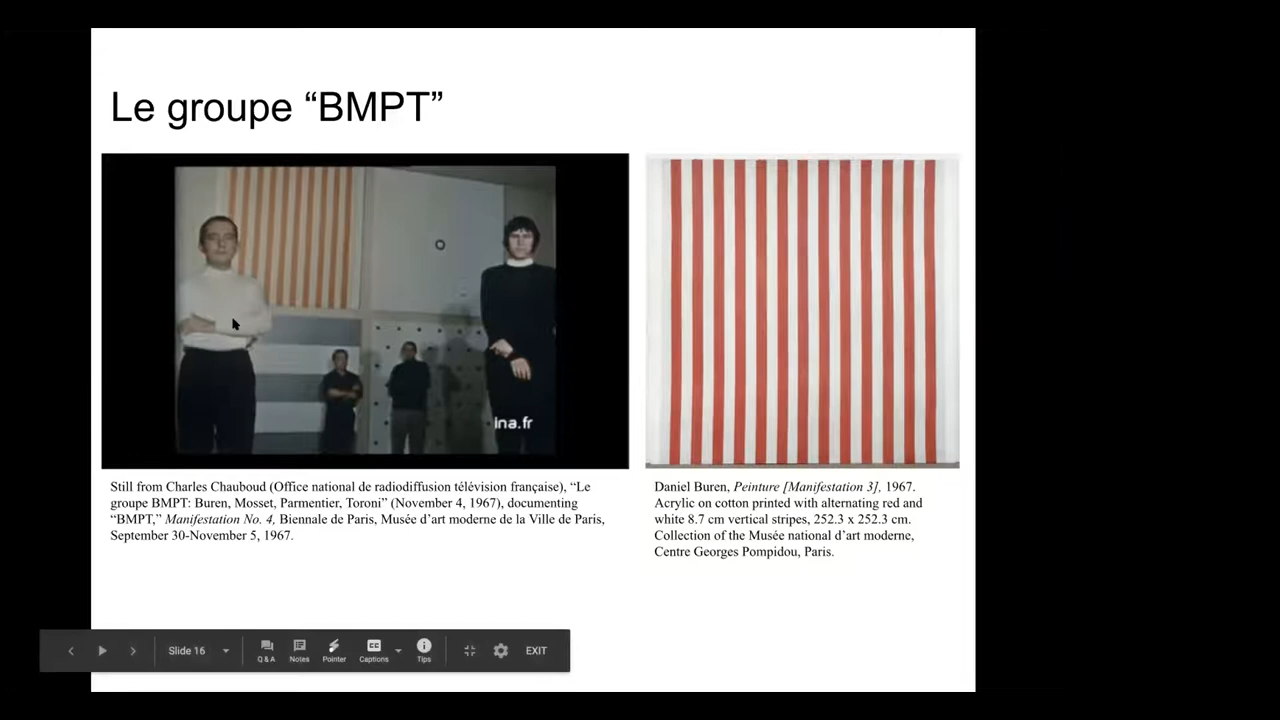 Le groupe “BMPT”
ina.fr
Still from Charles Chauboud (Office national de radiodiffusion télévision française), “Le
groupe BMPT: Buren, Mosset, Parmentier, Toroni” (November 4, 1967), documenting
“BMPT,” Manifestation No. 4, Biennale de Paris, Musée d’art moderne de la Ville de Paris,
September 30-November 5, 1967.
Daniel Buren, Peinture [Manifestation 3], 1967.
Acrylic on cotton printed with alternating red and
white 8.7 cm vertical stripes, 252.3 x 252.3 cm.
Collection of the Musée national d’art moderne,
Centre Georges Pompidou, Paris.
Slide 16
Q & A
Notes
Pointer
CC
Captions
Tips
EXIT